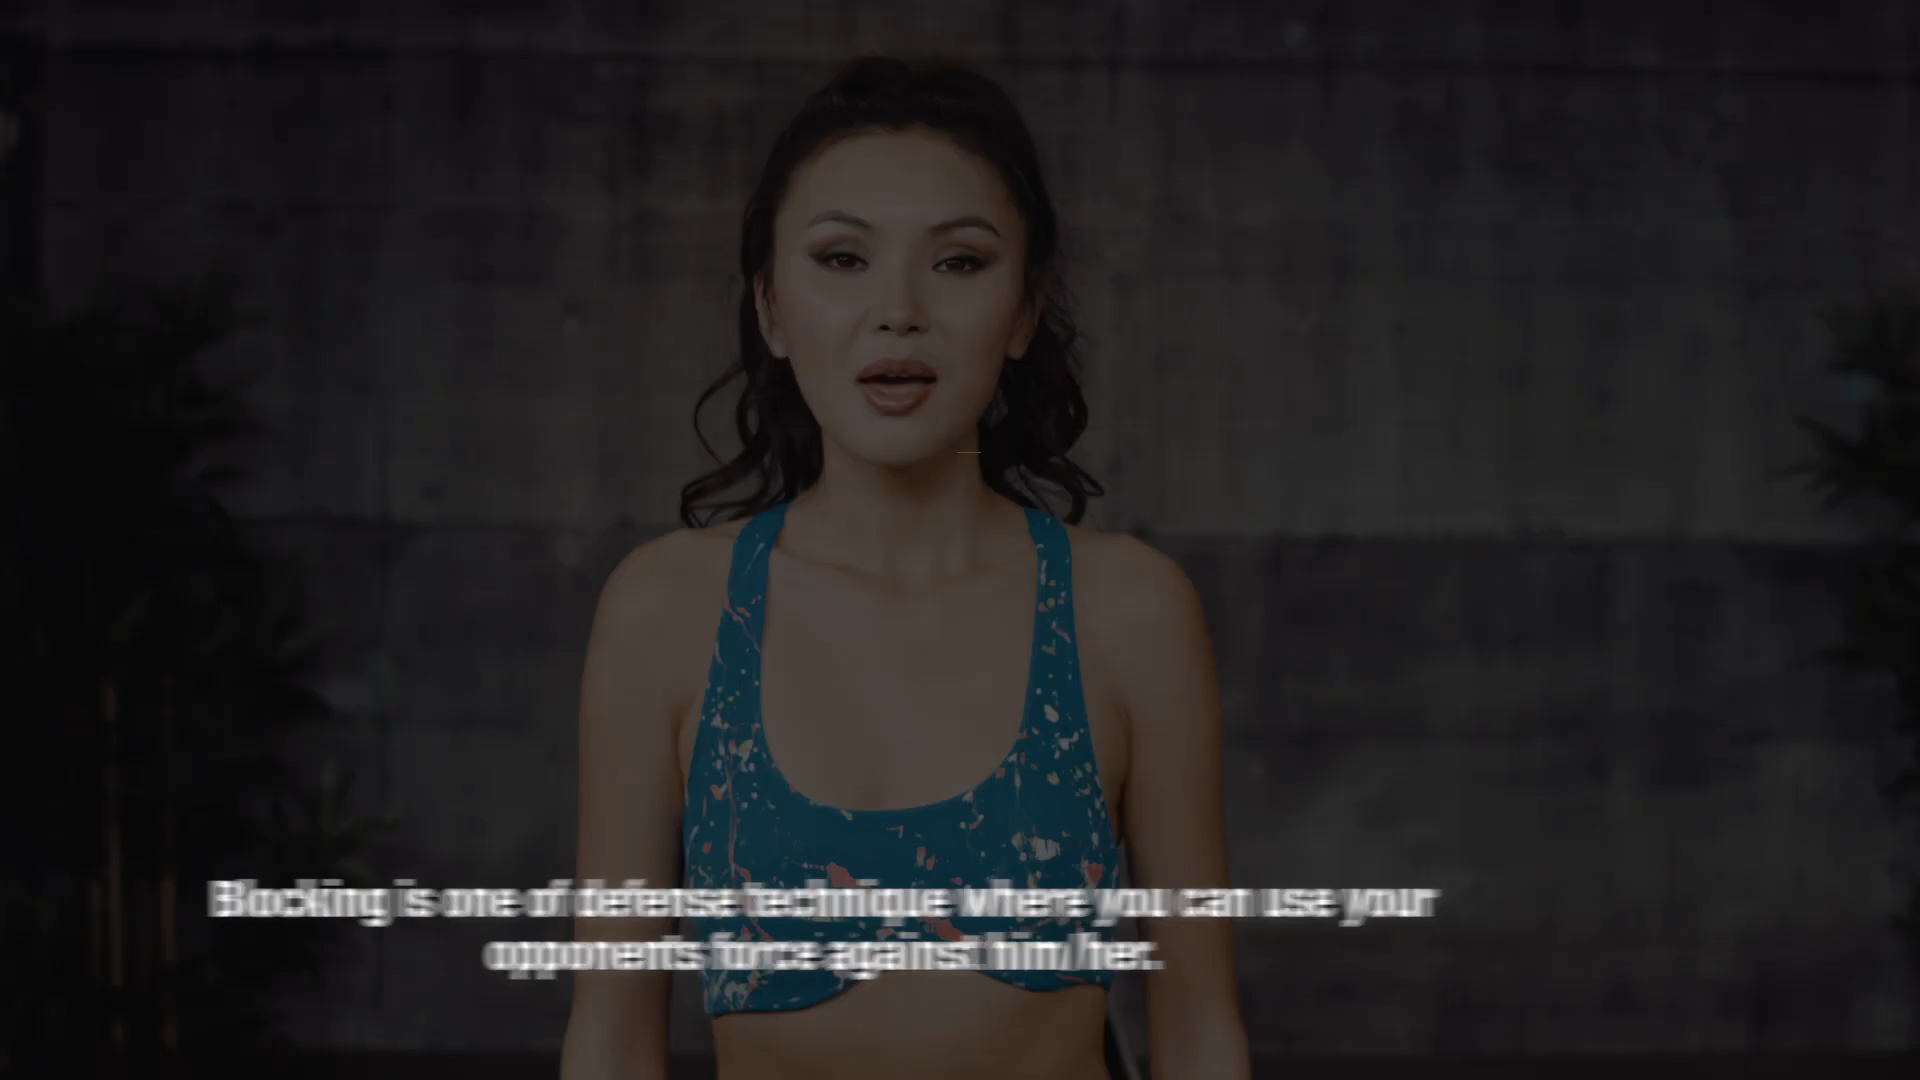 Blocking is one of defense technique where you can use your
opponents force against him/her.